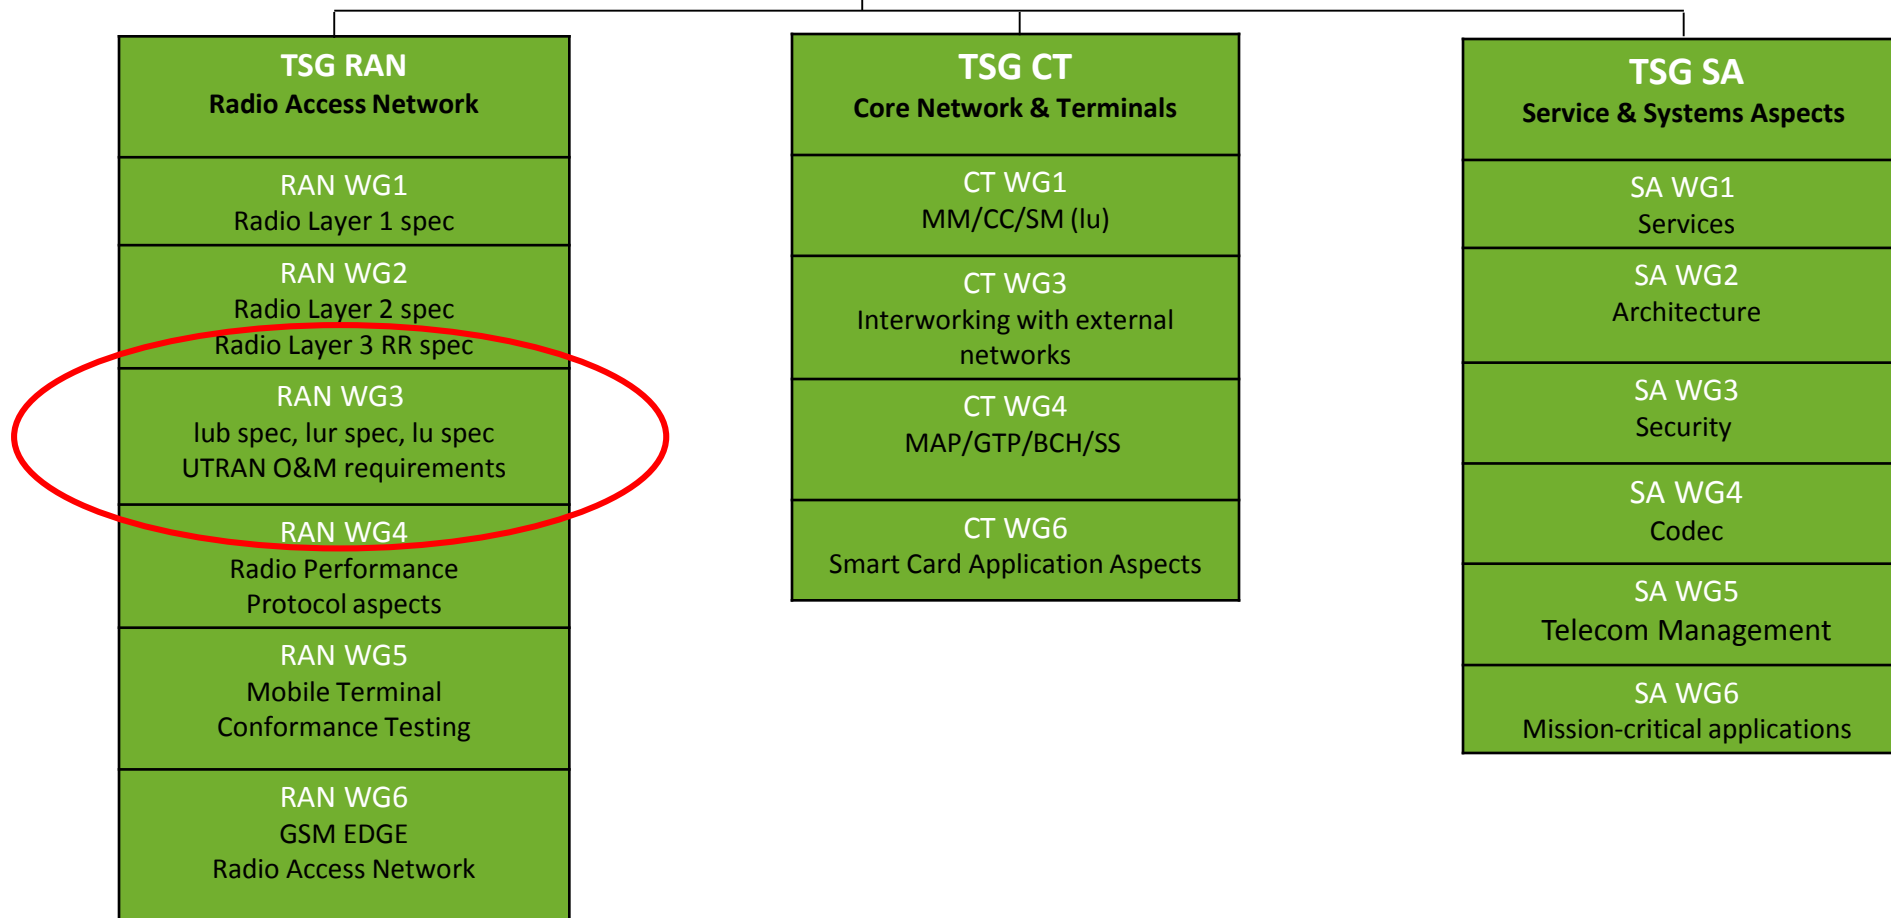 TSG RAN
Radio Access Network
RAN WG1
Radio Layer 1 spec
RAN WG2
Radio Layer 2 spec
Radio Layer 3 RR spec
RAN WG3
lub spec, lur spec, lu spec
UTRAN O&M requirements
RAN WG4
Radio Performance
Protocol aspects
RAN WG5
Mobile Terminal
Conformance Testing
RAN WG6
GSM EDGE
Radio Access Network
TSG CT
Core Network & Terminals
CT WG1
MM/CC/SM (lu)
CT WG3
Interworking with external
networks
CT WG4
MAP/GTP/BCH/SS
CT WG6
Smart Card Application Aspects
TSG SA
Service & Systems Aspects
SA WG1
Services
SA WG2
Architecture
SA WG3
Security
SA WG4
Codec
SA WG5
Telecom Management
SA WG6
Mission-critical applications